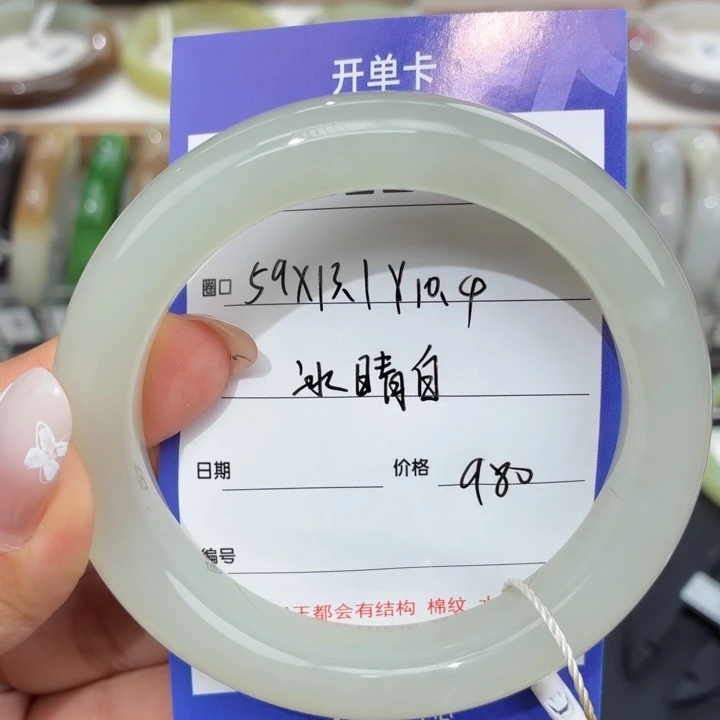 开单卡
圈口 59X13.1X10.4
冰晴白
日期 价格 980
编号
都会有结构 棉纹